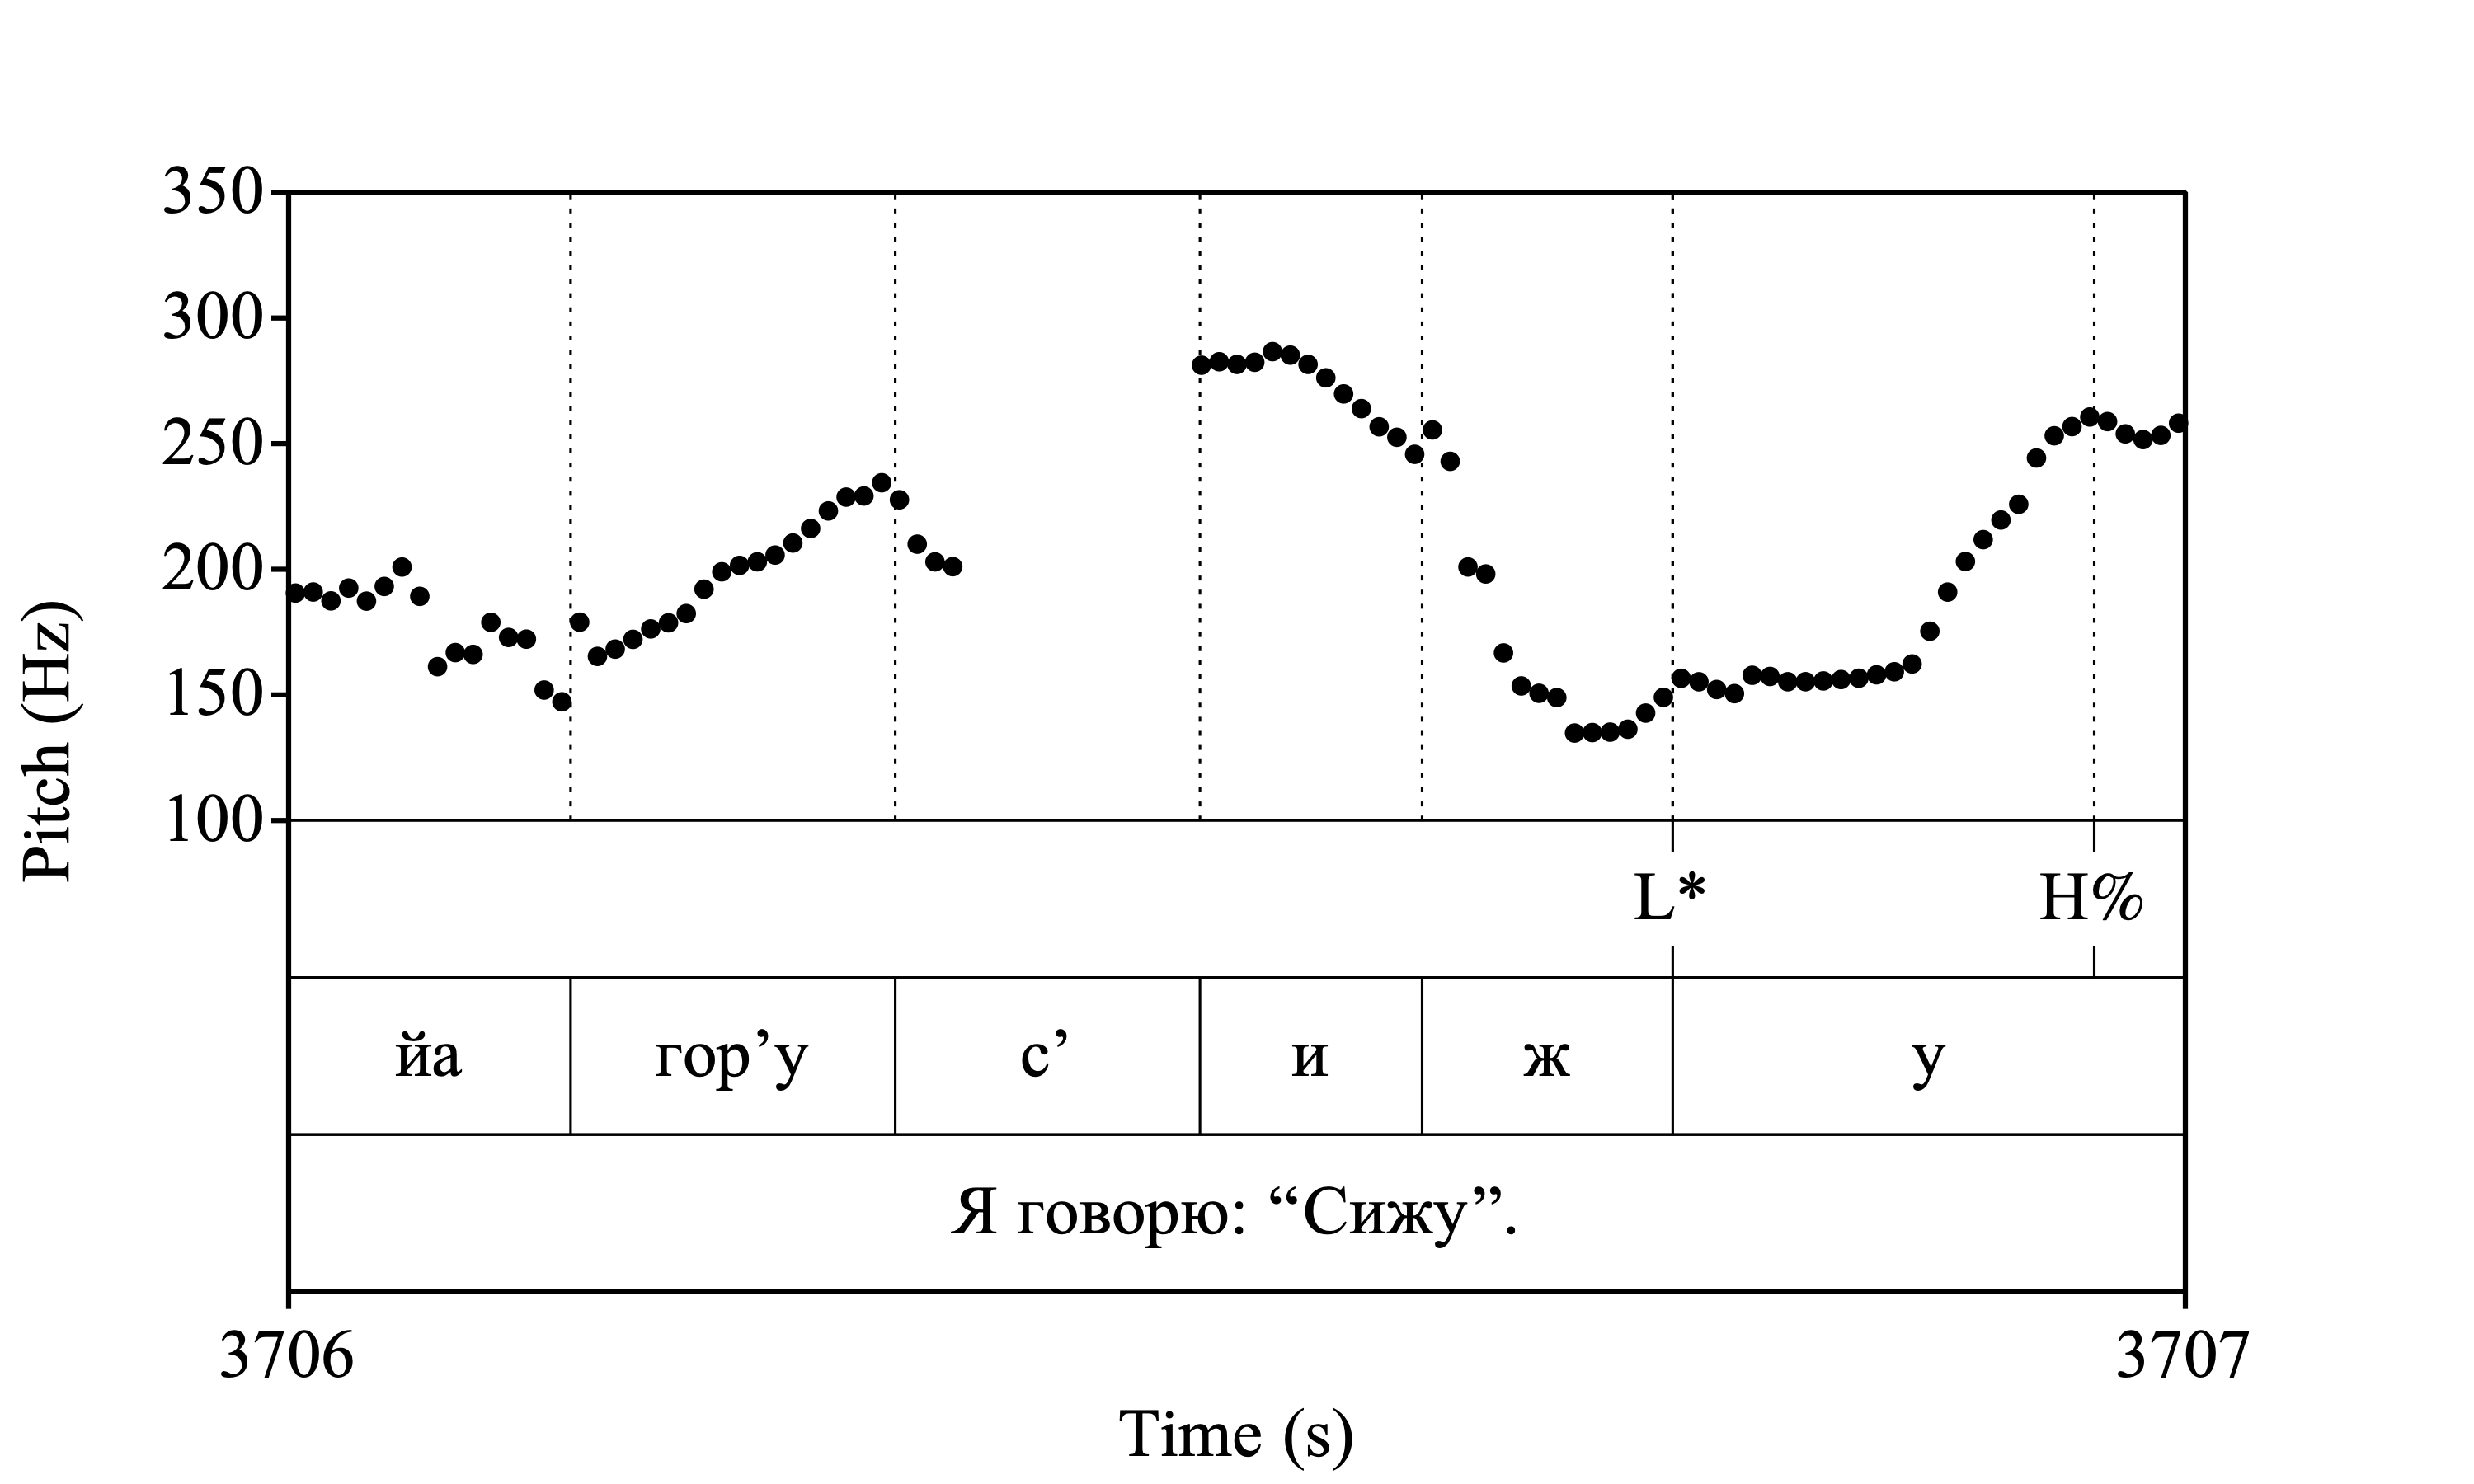 350
300
250
200
150
100
Pitch (Hz)
L* H%
йа гор’у с’ и ж у
Я говорю: “Сижу”.
3706 3707
Time (s)